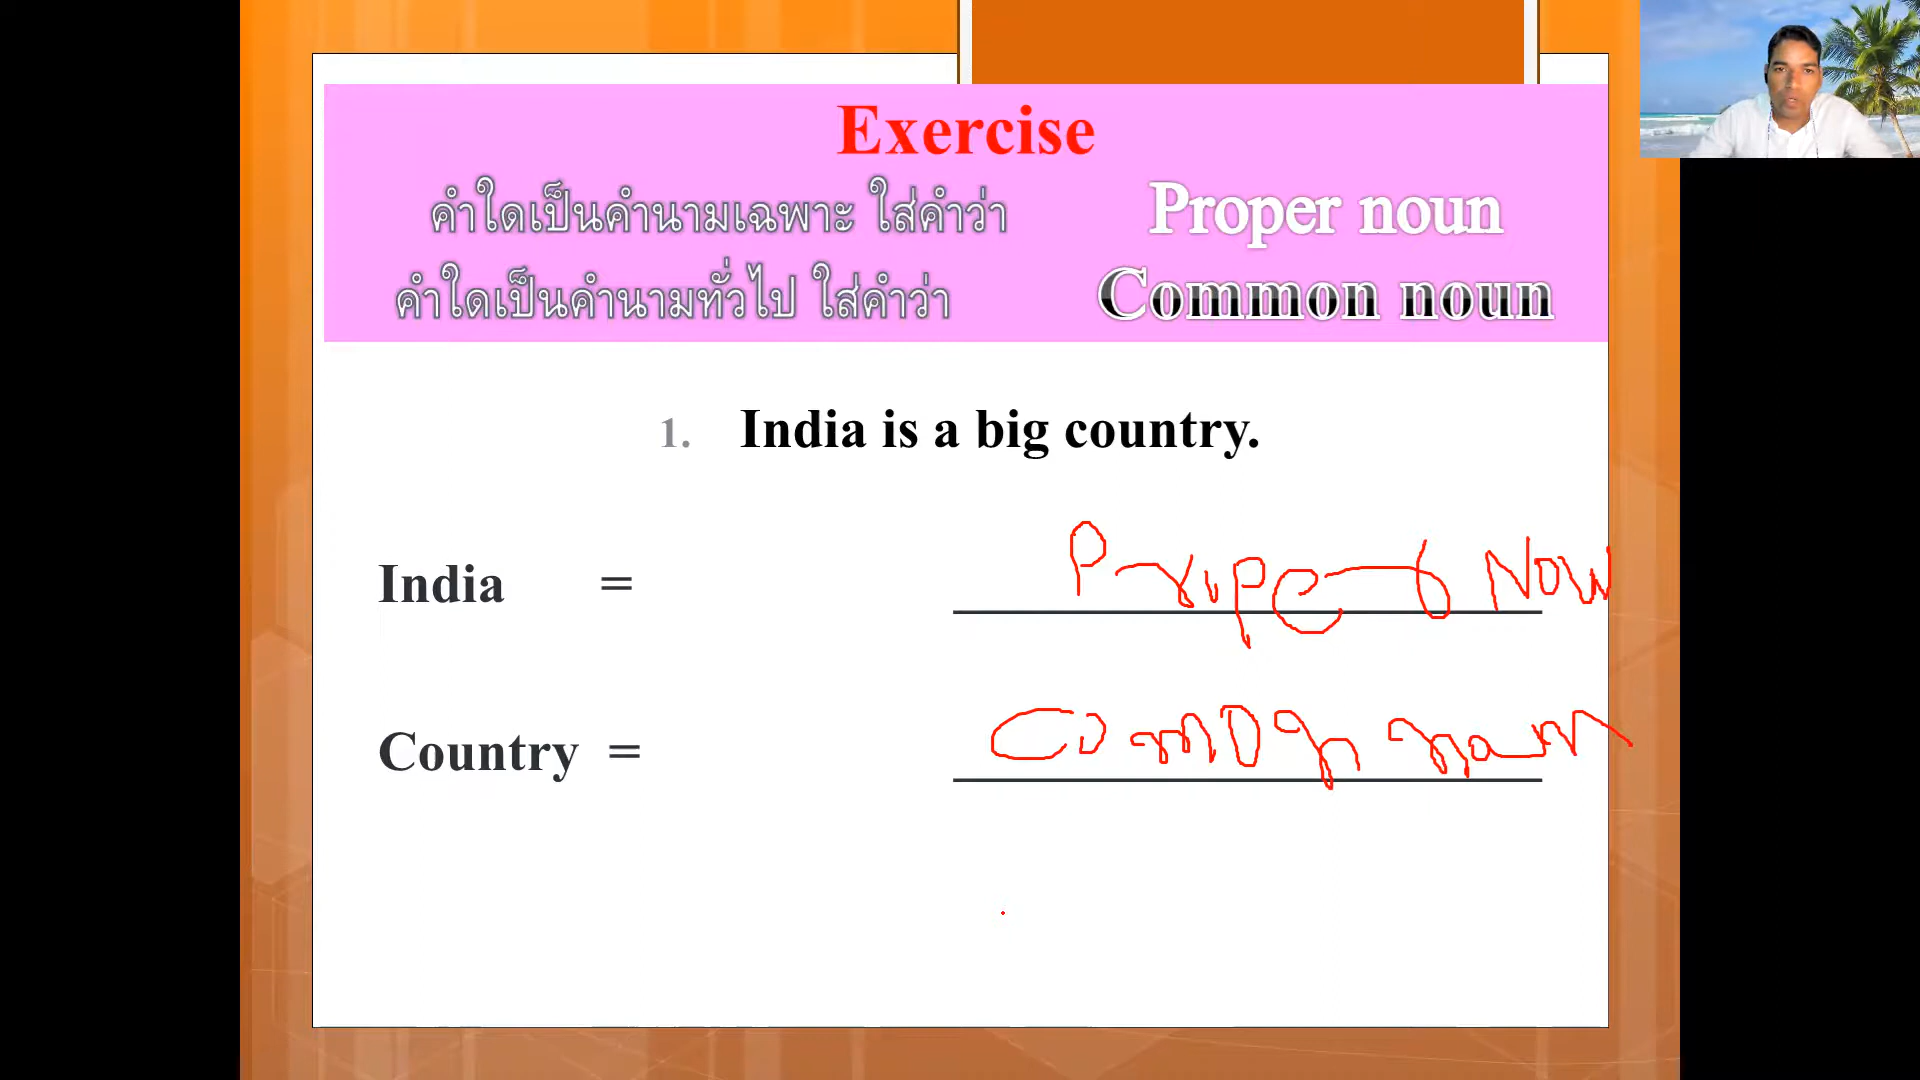 Exercise
คำใดเป็นคำนามเฉพาะ ใส่คำว่า Proper noun
คำใดเป็นคำนามทั่วไป ใส่คำว่า Common noun
1. India is a big country.
India = Proper Nou
Country = Comon noun